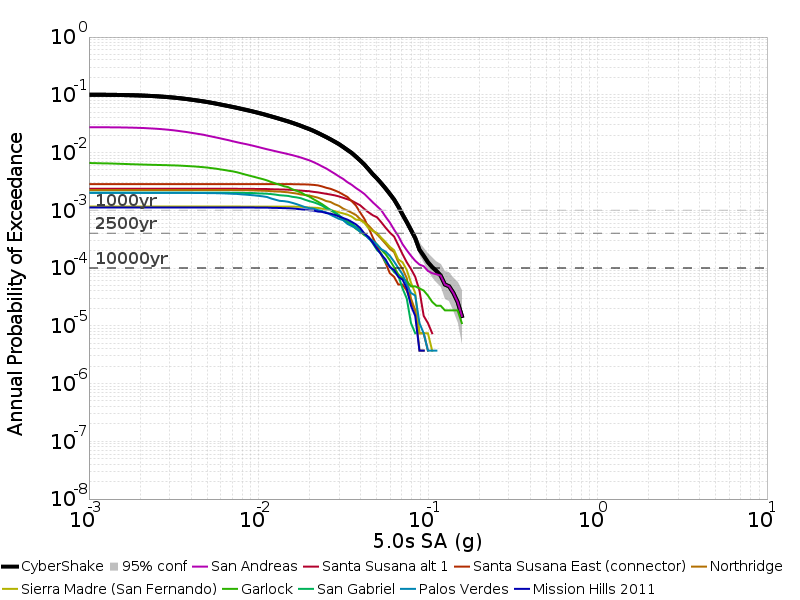 Annual Probability of Exceedance
10^0
10^-1
10^-2
10^-3
10^-4
10^-5
10^-6
10^-7
10^-8
1000yr
2500yr
10000yr
10^-3 10^-2 10^-1 10^0 10^1
5.0s SA (g)
CyberShake 95% conf San Andreas Santa Susana alt 1 Santa Susana East (connector) Northridge
Sierra Madre (San Fernando) Garlock San Gabriel Palos Verdes Mission Hills 2011